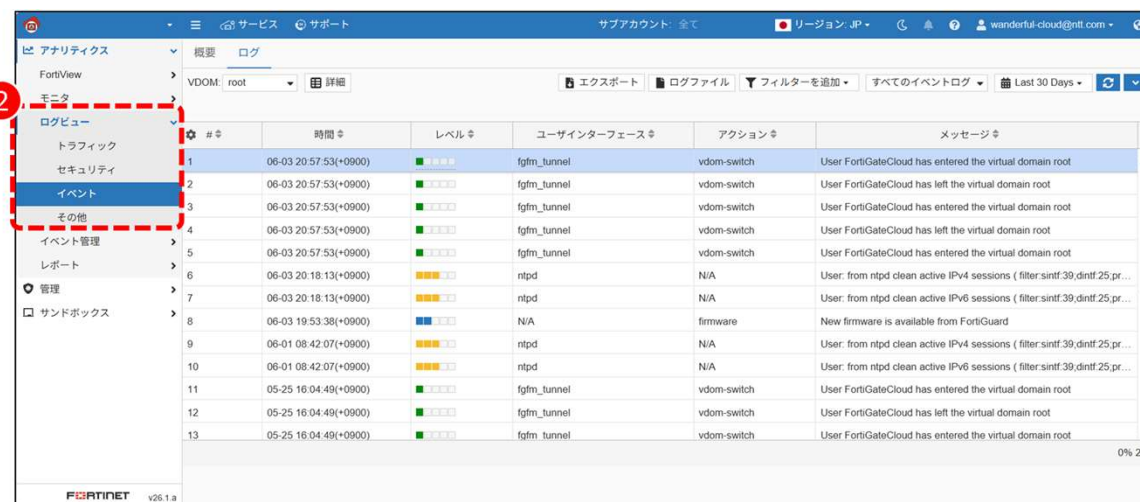 サービス サポート サブアカウント: 全て リージョン: JP wanderful-cloud@ntt.com
アナリティクス
FortiView
モニタ
2
ログビュー
トラフィック
セキュリティ
イベント
その他
イベント管理
レポート
管理
サンドボックス
FORTINET v26.1.a
概要 ログ
VDOM: root 詳細 エクスポート ログファイル フィルターを追加 すべてのイベントログ Last 30 Days
# 時間 レベル ユーザインターフェース アクション メッセージ
1 06-03 20:57:53(+0900) fgfm_tunnel vdom-switch User FortiGateCloud has entered the virtual domain root
2 06-03 20:57:53(+0900) fgfm_tunnel vdom-switch User FortiGateCloud has left the virtual domain root
3 06-03 20:57:53(+0900) fgfm_tunnel vdom-switch User FortiGateCloud has entered the virtual domain root
4 06-03 20:57:53(+0900) fgfm_tunnel vdom-switch User FortiGateCloud has left the virtual domain root
5 06-03 20:57:53(+0900) fgfm_tunnel vdom-switch User FortiGateCloud has entered the virtual domain root
6 06-03 20:18:13(+0900) ntpd N/A User: from ntpd clean active IPv4 sessions ( filter:sintf:39;dintf:25;pr...
7 06-03 20:18:13(+0900) ntpd N/A User: from ntpd clean active IPv6 sessions ( filter:sintf:39;dintf:25;pr...
8 06-03 19:53:38(+0900) N/A firmware New firmware is available from FortiGuard
9 06-01 08:42:07(+0900) ntpd N/A User: from ntpd clean active IPv4 sessions ( filter:sintf:39;dintf:25;pr...
10 06-01 08:42:07(+0900) ntpd N/A User: from ntpd clean active IPv6 sessions ( filter:sintf:39;dintf:25;pr...
11 05-25 16:04:49(+0900) fgfm_tunnel vdom-switch User FortiGateCloud has entered the virtual domain root
12 05-25 16:04:49(+0900) fgfm_tunnel vdom-switch User FortiGateCloud has left the virtual domain root
13 05-25 16:04:49(+0900) fgfm_tunnel vdom-switch User FortiGateCloud has entered the virtual domain root
0% 2